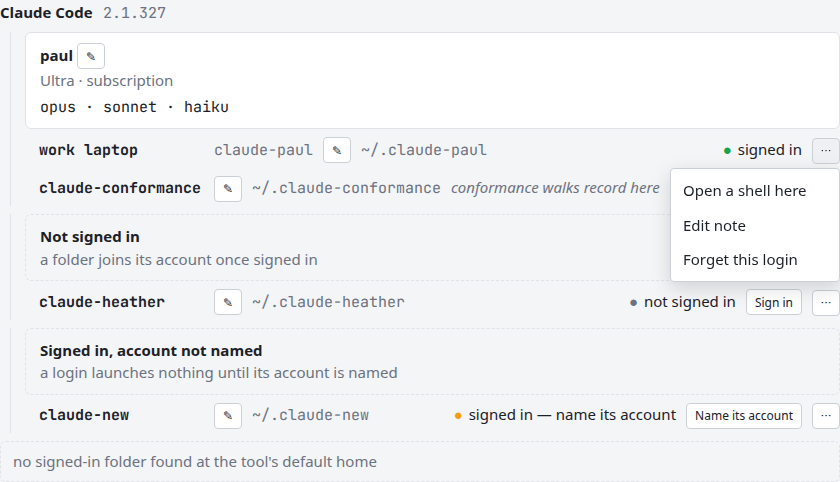 Claude Code 2.1.327
paul ✎
Ultra · subscription
opus · sonnet · haiku
work laptop claude-paul ✎ ~/.claude-paul ● signed in ...
claude-conformance ✎ ~/.claude-conformance conformance walks record here
Open a shell here
Edit note
Forget this login
Not signed in
a folder joins its account once signed in
claude-heather ✎ ~/.claude-heather ● not signed in Sign in ...
Signed in, account not named
a login launches nothing until its account is named
claude-new ✎ ~/.claude-new ● signed in — name its account Name its account ...
no signed-in folder found at the tool's default home